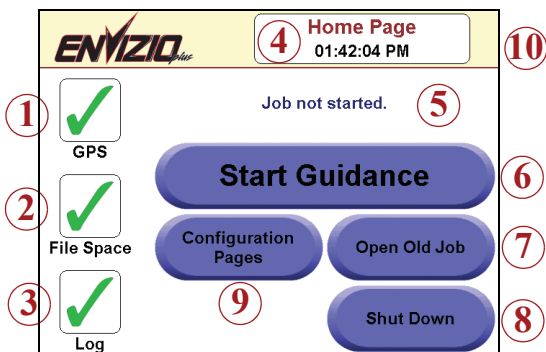 ENVIZIO plus
4
Home Page
01:42:04 PM
10
Job not started.
5
1
GPS
Start Guidance
6
2
File Space
Configuration
Pages
Open Old Job
7
9
3
Log
Shut Down
8